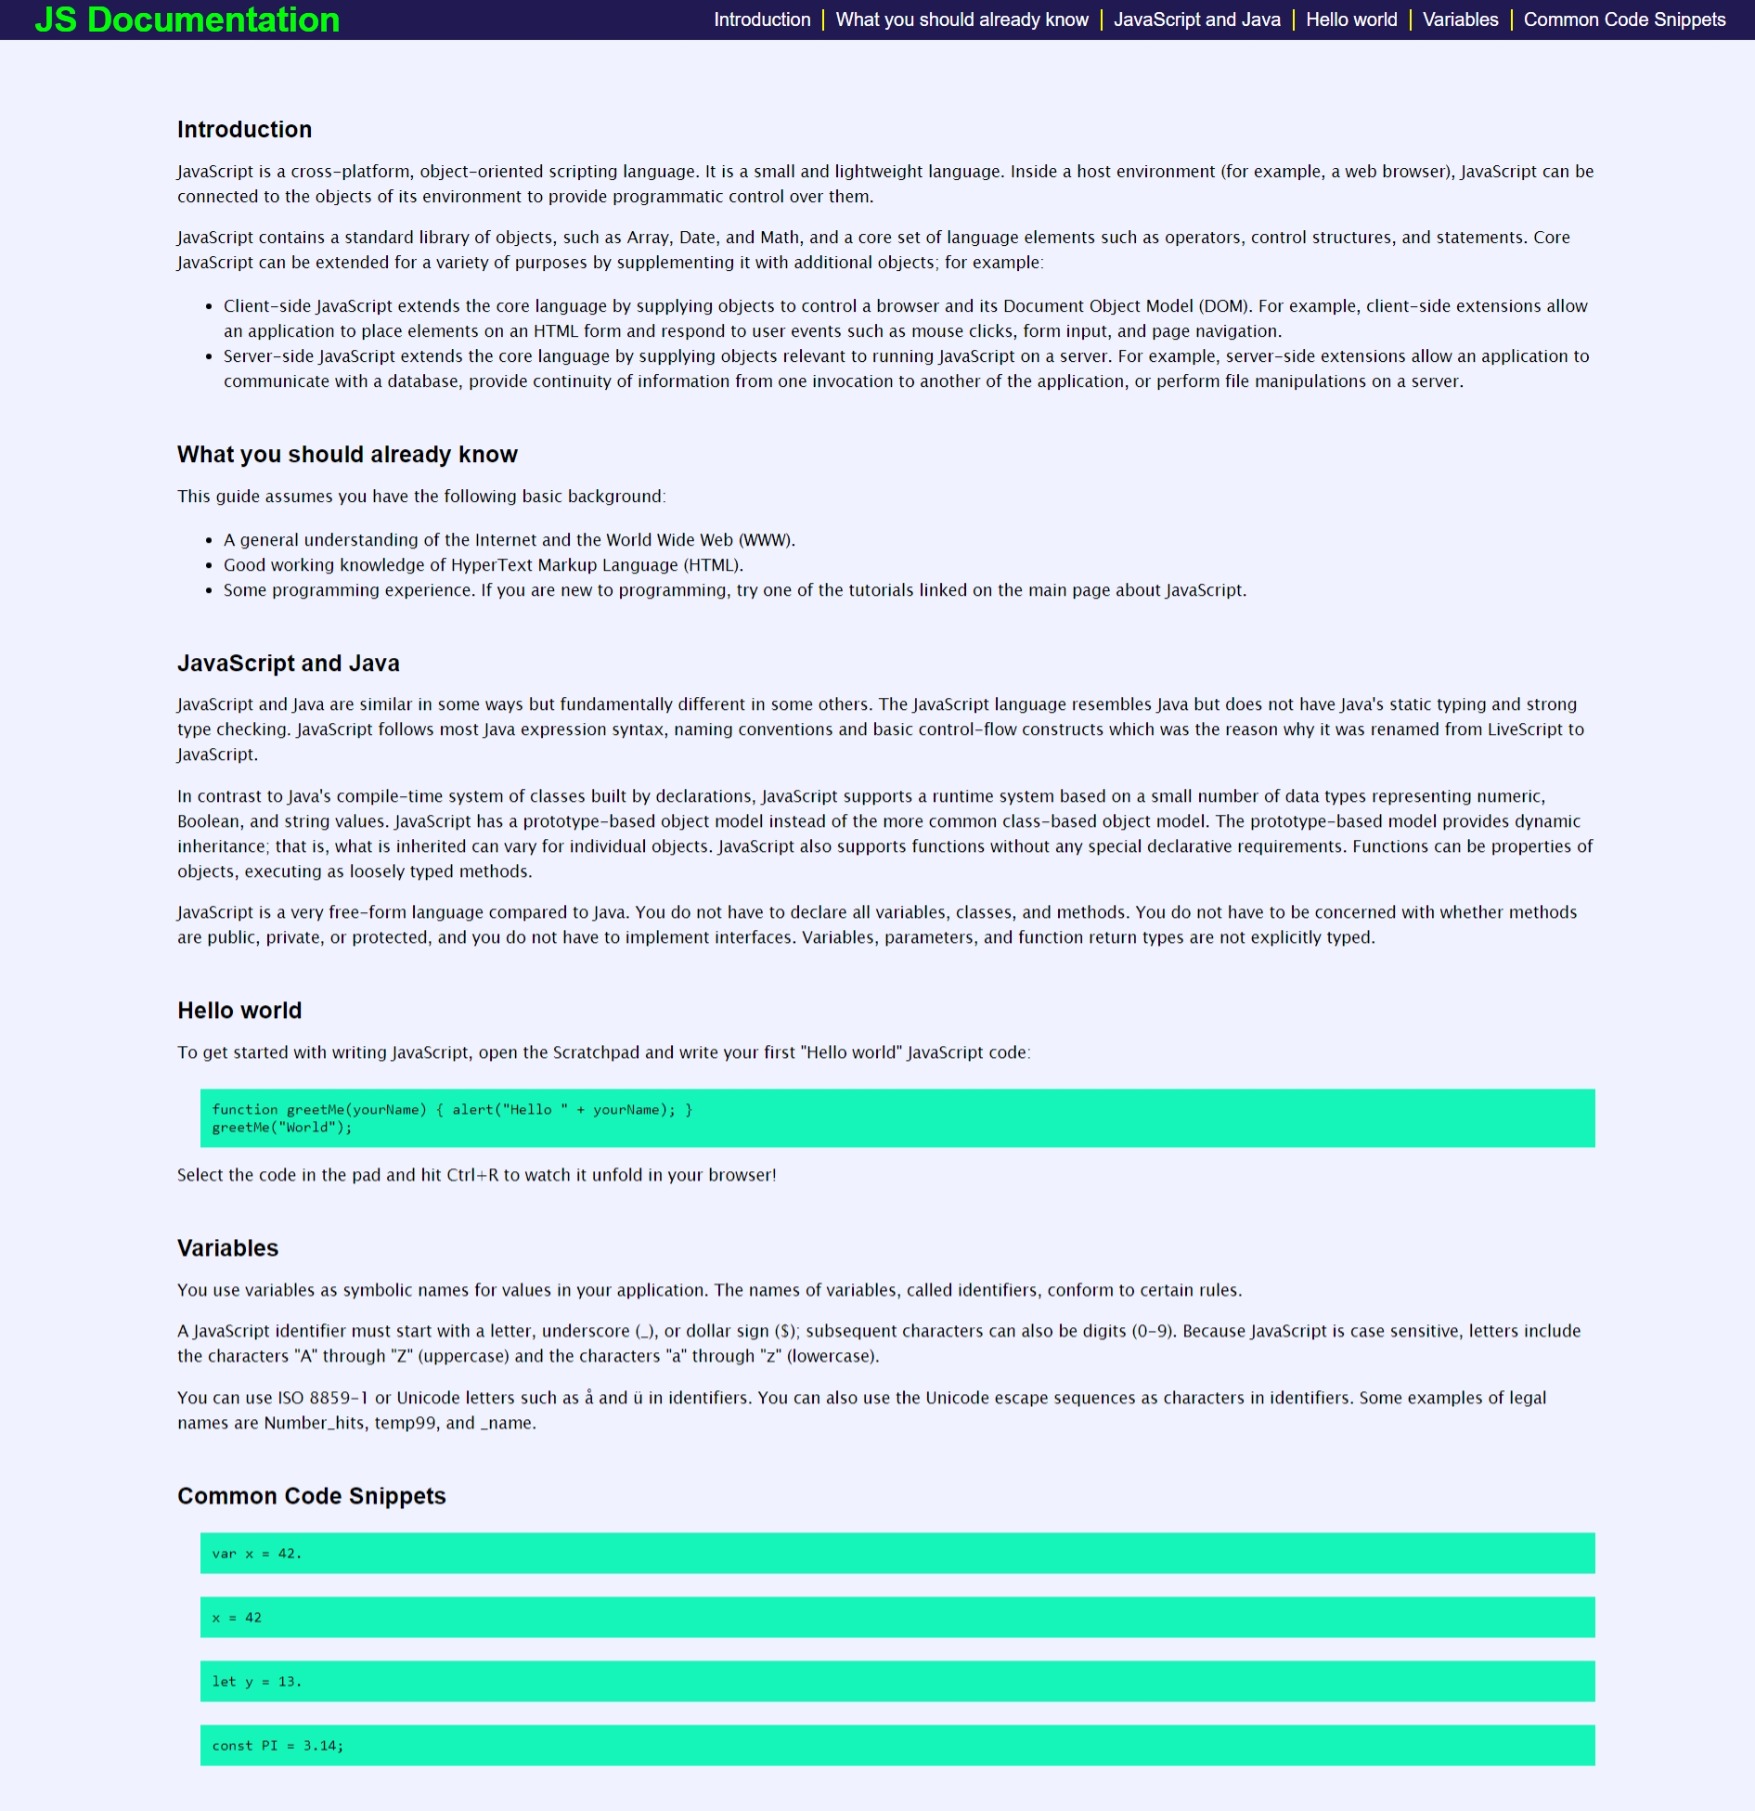 JS Documentation
Introduction | What you should already know | JavaScript and Java | Hello world | Variables | Common Code Snippets
Introduction
JavaScript is a cross-platform, object-oriented scripting language. It is a small and lightweight language. Inside a host environment (for example, a web browser), JavaScript can be
connected to the objects of its environment to provide programmatic control over them.
JavaScript contains a standard library of objects, such as Array, Date, and Math, and a core set of language elements such as operators, control structures, and statements. Core
JavaScript can be extended for a variety of purposes by supplementing it with additional objects; for example:
• Client-side JavaScript extends the core language by supplying objects to control a browser and its Document Object Model (DOM). For example, client-side extensions allow
an application to place elements on an HTML form and respond to user events such as mouse clicks, form input, and page navigation.
• Server-side JavaScript extends the core language by supplying objects relevant to running JavaScript on a server. For example, server-side extensions allow an application to
communicate with a database, provide continuity of information from one invocation to another of the application, or perform file manipulations on a server.
What you should already know
This guide assumes you have the following basic background:
• A general understanding of the Internet and the World Wide Web (WWW).
• Good working knowledge of HyperText Markup Language (HTML).
• Some programming experience. If you are new to programming, try one of the tutorials linked on the main page about JavaScript.
JavaScript and Java
JavaScript and Java are similar in some ways but fundamentally different in some others. The JavaScript language resembles Java but does not have Java's static typing and strong
type checking. JavaScript follows most Java expression syntax, naming conventions and basic control-flow constructs which was the reason why it was renamed from LiveScript to
JavaScript.
In contrast to Java's compile-time system of classes built by declarations, JavaScript supports a runtime system based on a small number of data types representing numeric,
Boolean, and string values. JavaScript has a prototype-based object model instead of the more common class-based object model. The prototype-based model provides dynamic
inheritance; that is, what is inherited can vary for individual objects. JavaScript also supports functions without any special declarative requirements. Functions can be properties of
objects, executing as loosely typed methods.
JavaScript is a very free-form language compared to Java. You do not have to declare all variables, classes, and methods. You do not have to be concerned with whether methods
are public, private, or protected, and you do not have to implement interfaces. Variables, parameters, and function return types are not explicitly typed.
Hello world
To get started with writing JavaScript, open the Scratchpad and write your first "Hello world" JavaScript code:
function greetMe(yourName) { alert("Hello " + yourName); }
greetMe("World");
Select the code in the pad and hit Ctrl+R to watch it unfold in your browser!
Variables
You use variables as symbolic names for values in your application. The names of variables, called identifiers, conform to certain rules.
A JavaScript identifier must start with a letter, underscore (_), or dollar sign ($); subsequent characters can also be digits (0-9). Because JavaScript is case sensitive, letters include
the characters "A" through "Z" (uppercase) and the characters "a" through "z" (lowercase).
You can use ISO 8859-1 or Unicode letters such as å and ü in identifiers. You can also use the Unicode escape sequences as characters in identifiers. Some examples of legal
names are Number_hits, temp99, and _name.
Common Code Snippets
var x = 42.
x = 42
let y = 13.
const PI = 3.14;